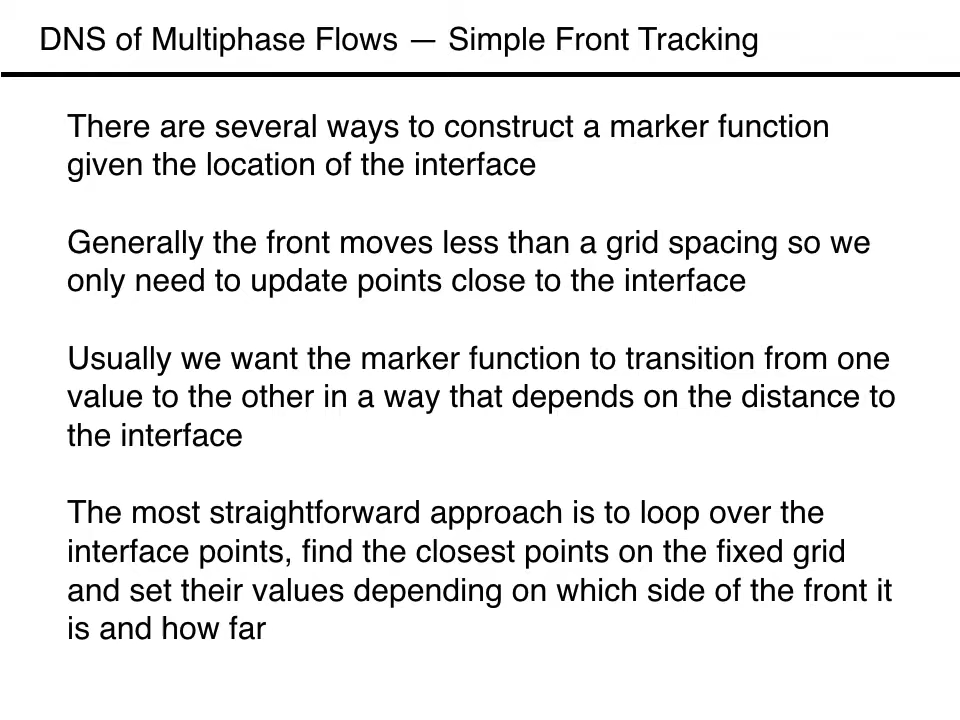 DNS of Multiphase Flows — Simple Front Tracking
There are several ways to construct a marker function
given the location of the interface
Generally the front moves less than a grid spacing so we
only need to update points close to the interface
Usually we want the marker function to transition from one
value to the other in a way that depends on the distance to
the interface
The most straightforward approach is to loop over the
interface points, find the closest points on the fixed grid
and set their values depending on which side of the front it
is and how far